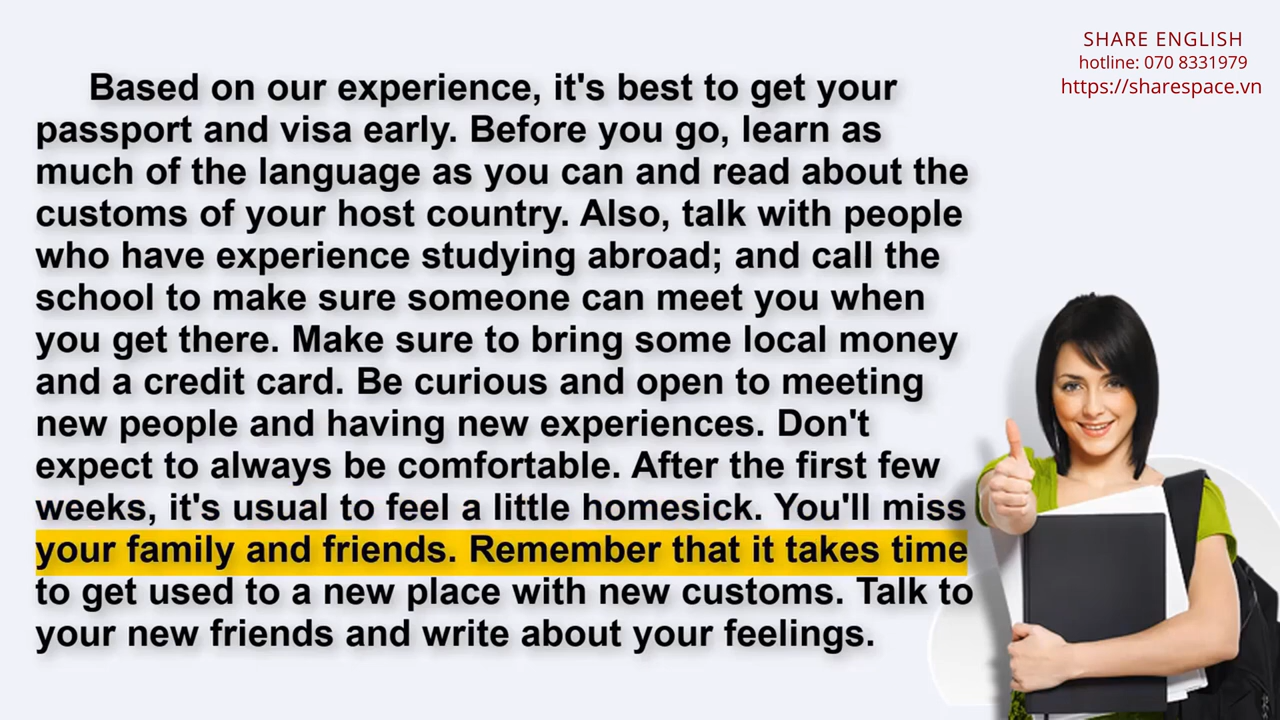 SHARE ENGLISH
hotline: 070 8331979
https://sharespace.vn
Based on our experience, it's best to get your
passport and visa early. Before you go, learn as
much of the language as you can and read about the
customs of your host country. Also, talk with people
who have experience studying abroad; and call the
school to make sure someone can meet you when
you get there. Make sure to bring some local money
and a credit card. Be curious and open to meeting
new people and having new experiences. Don't
expect to always be comfortable. After the first few
weeks, it's usual to feel a little homesick. You'll miss
your family and friends. Remember that it takes time
to get used to a new place with new customs. Talk to
your new friends and write about your feelings.